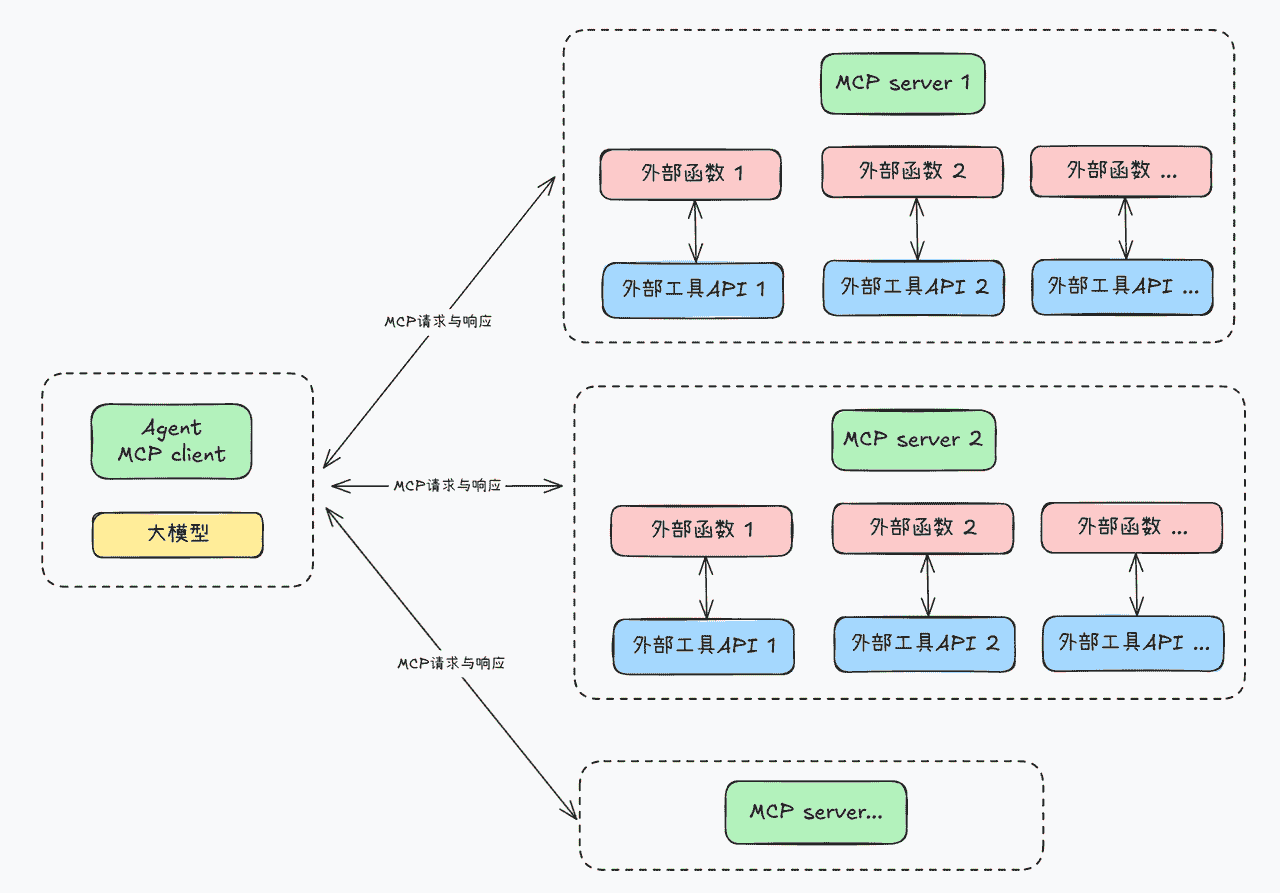 MCP server 1
外部函数 1
外部函数 2
外部函数 ...
外部工具API 1
外部工具API 2
外部工具API ...
MCP请求与响应
Agent
MCP client
大模型
MCP请求与响应
MCP server 2
外部函数 1
外部函数 2
外部函数 ...
外部工具API 1
外部工具API 2
外部工具API ...
MCP请求与响应
MCP server...